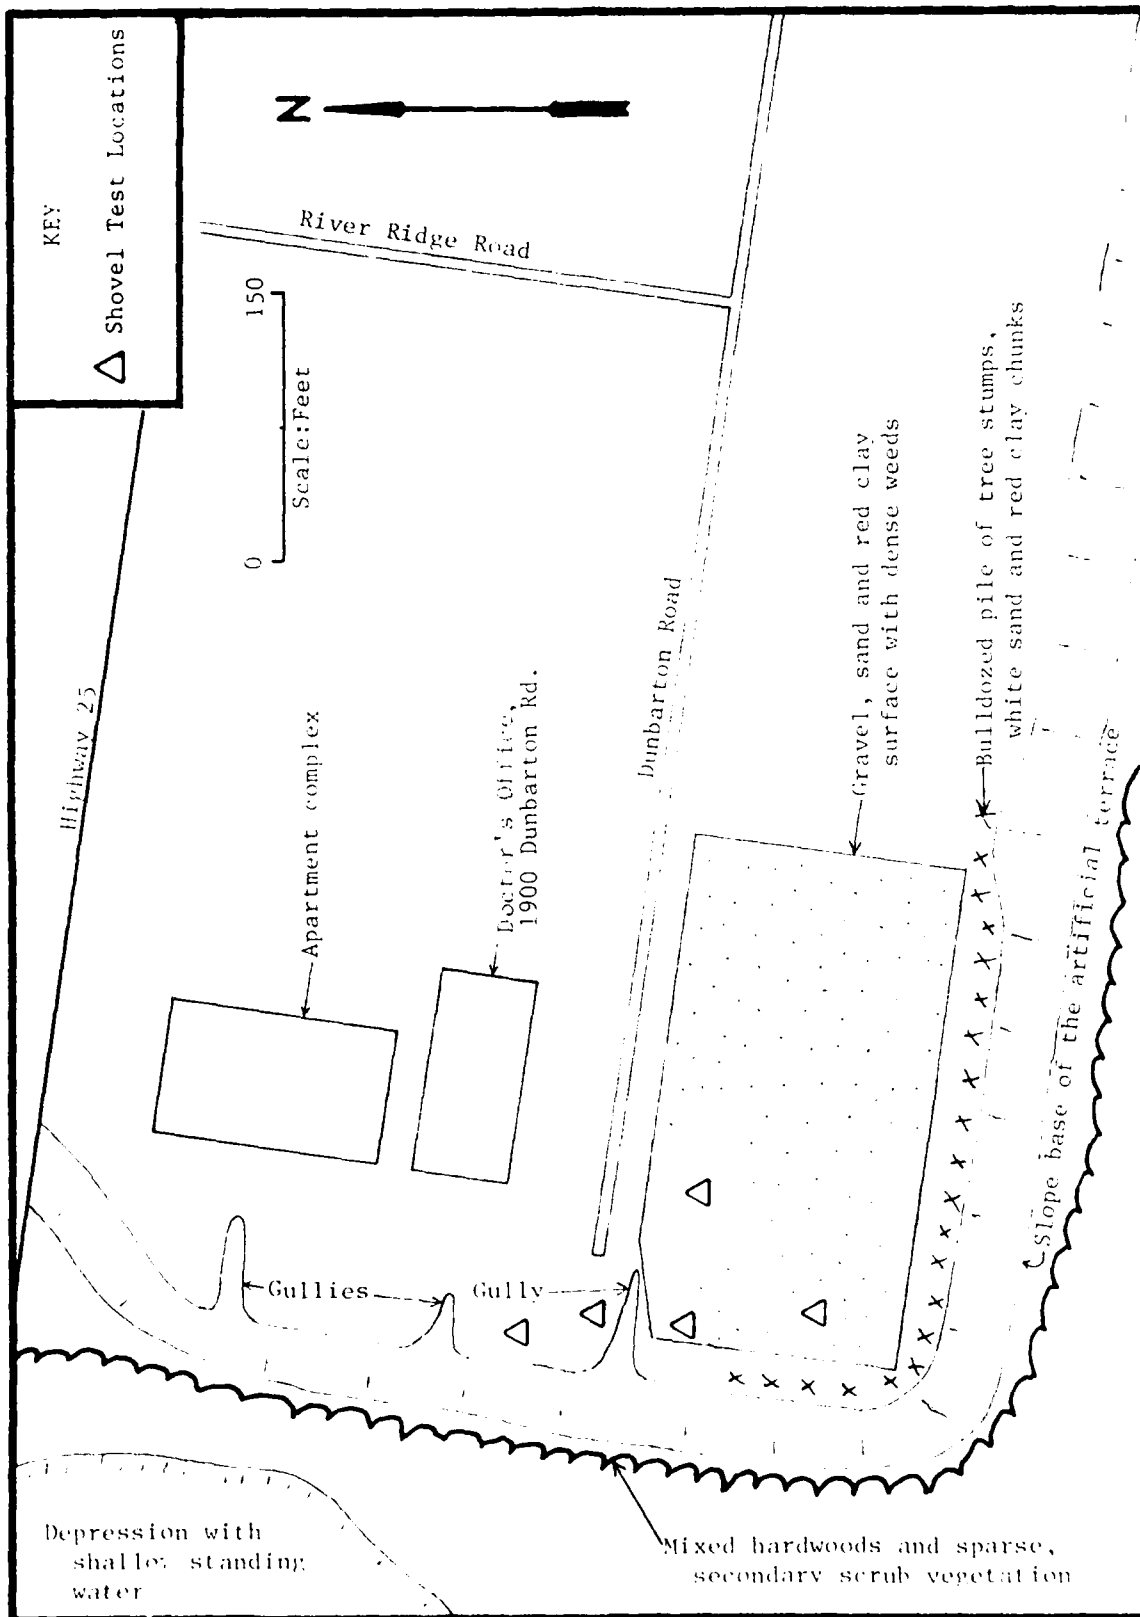 KEY
Shovel Test Locations
N
Highway 25
River Ridge Road
0 150
Scale:Feet
Apartment complex
Doctor's Office,
1900 Dunbarton Rd.
Dunbarton Road
Gullies
Gully
Gravel, sand and red clay
surface with dense weeds
Bulldozed pile of tree stumps,
white sand and red clay chunks
Slope base of the artificial terrace
Depression with
shallow standing
water
Mixed hardwoods and sparse,
secondary scrub vegetation